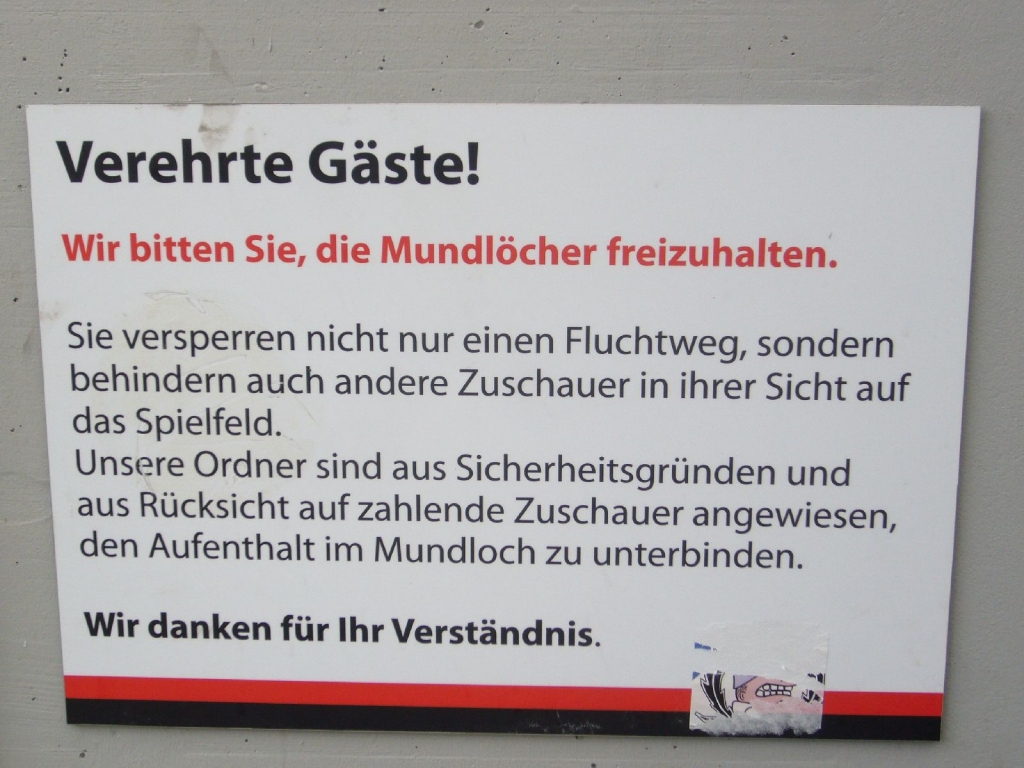 Verehrte Gäste!
Wir bitten Sie, die Mundlöcher freizuhalten.
Sie versperren nicht nur einen Fluchtweg, sondern
behindern auch andere Zuschauer in ihrer Sicht auf
das Spielfeld.
Unsere Ordner sind aus Sicherheitsgründen und
aus Rücksicht auf zahlende Zuschauer angewiesen,
den Aufenthalt im Mundloch zu unterbinden.
Wir danken für Ihr Verständnis.